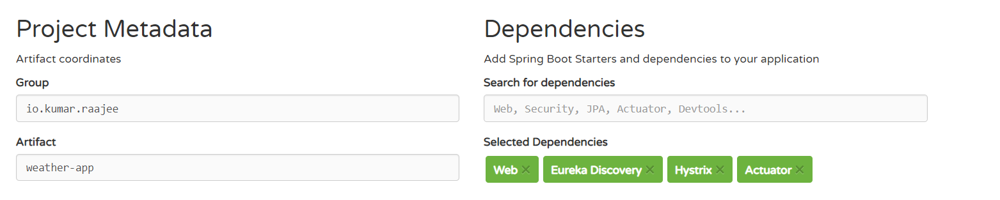 Project Metadata
Artifact coordinates
Group
io.kumar.raajee
Artifact
weather-app
Dependencies
Add Spring Boot Starters and dependencies to your application
Search for dependencies
Web, Security, JPA, Actuator, Devtools...
Selected Dependencies
Web × Eureka Discovery × Hystrix × Actuator ×